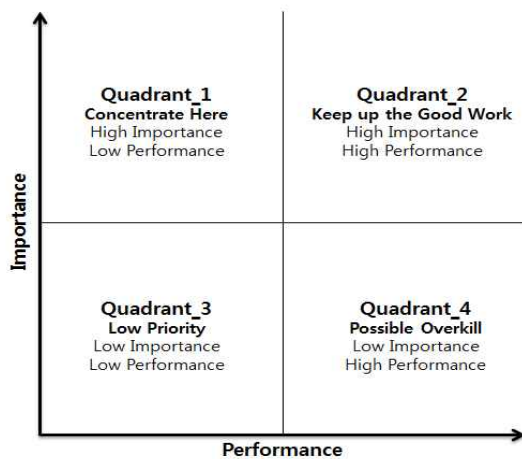 Importance
Quadrant_1
Concentrate Here
High Importance
Low Performance
Quadrant_2
Keep up the Good Work
High Importance
High Performance
Quadrant_3
Low Priority
Low Importance
Low Performance
Quadrant_4
Possible Overkill
Low Importance
High Performance
Performance